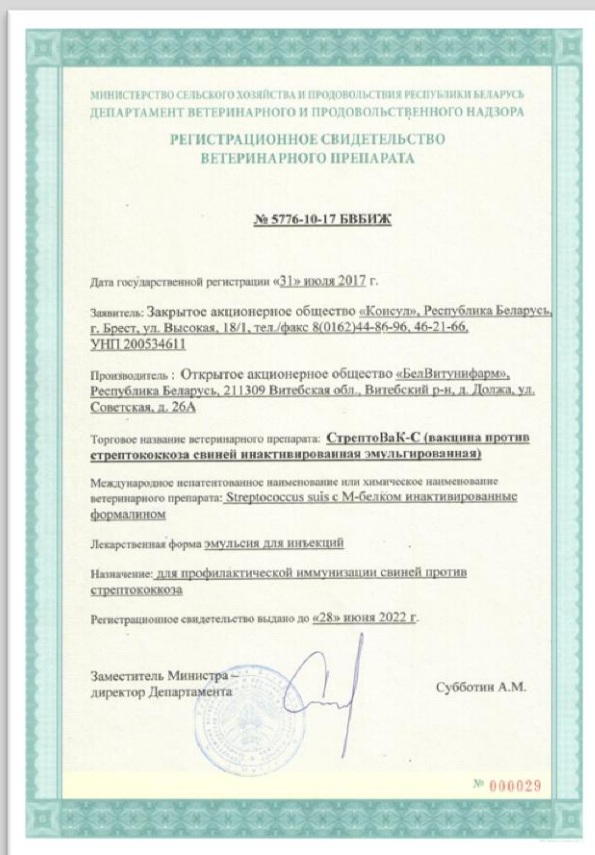 МИНИСТЕРСТВО СЕЛЬСКОГО ХОЗЯЙСТВА И ПРОДОВОЛЬСТВИЯ РЕСПУБЛИКИ БЕЛАРУСЬ
ДЕПАРТАМЕНТ ВЕТЕРИНАРНОГО И ПРОДОВОЛЬСТВЕННОГО НАДЗОРА
РЕГИСТРАЦИОННОЕ СВИДЕТЕЛЬСТВО
ВЕТЕРИНАРНОГО ПРЕПАРАТА
№ 5776-10-17 БВБИЖ
Дата государственной регистрации «31» июля 2017 г.
Заявитель: Закрытое акционерное общество «Консул», Республика Беларусь,
г. Брест, ул. Высокая, 18/1, тел./факс 8(0162)44-86-96, 46-21-66,
УНП 200534611
Производитель : Открытое акционерное общество «БелВитунифарм»,
Республика Беларусь, 211309 Витебская обл., Витебский р-н, д. Должа, ул.
Советская, д. 26А
Торговое название ветеринарного препарата: СтрептоВаК-С (вакцина против
стрептококкоза свиней инактивированная эмульгированная)
Международное непатентованное наименование или химическое наименование
ветеринарного препарата: Streptococcus suis с М-белком инактивированные
формалином
Лекарственная форма эмульсия для инъекций
Назначение: для профилактической иммунизации свиней против
стрептококкоза
Регистрационное свидетельство выдано до «28» июня 2022 г.
Заместитель Министра –
директор Департамента
Субботин А.М.
№ 000029